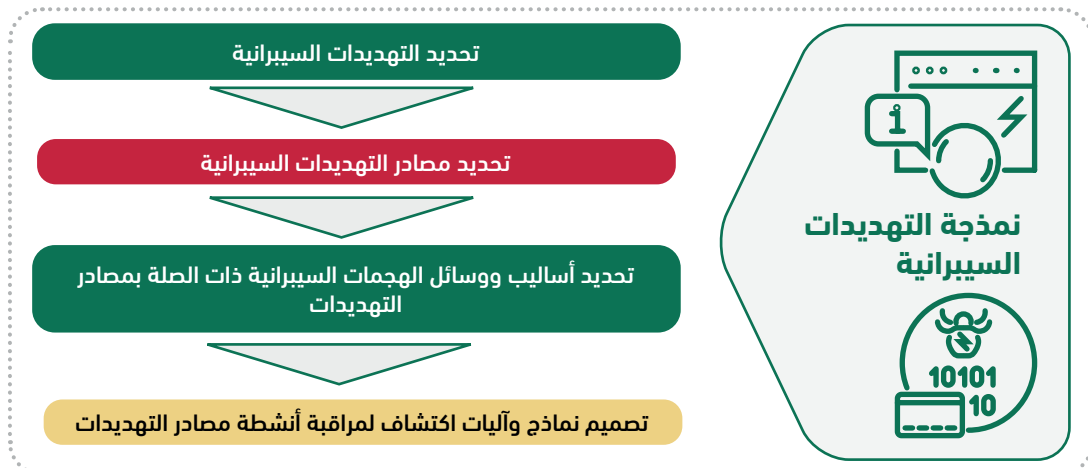 نمذجة التهديدات
السيبرانية
i
10101
10
تحديد التهديدات السيبرانية
تحديد مصادر التهديدات السيبرانية
تحديد أساليب ووسائل الهجمات السيبرانية ذات الصلة بمصادر
التهديدات
تصميم نماذج وآليات اكتشاف لمراقبة أنشطة مصادر التهديدات